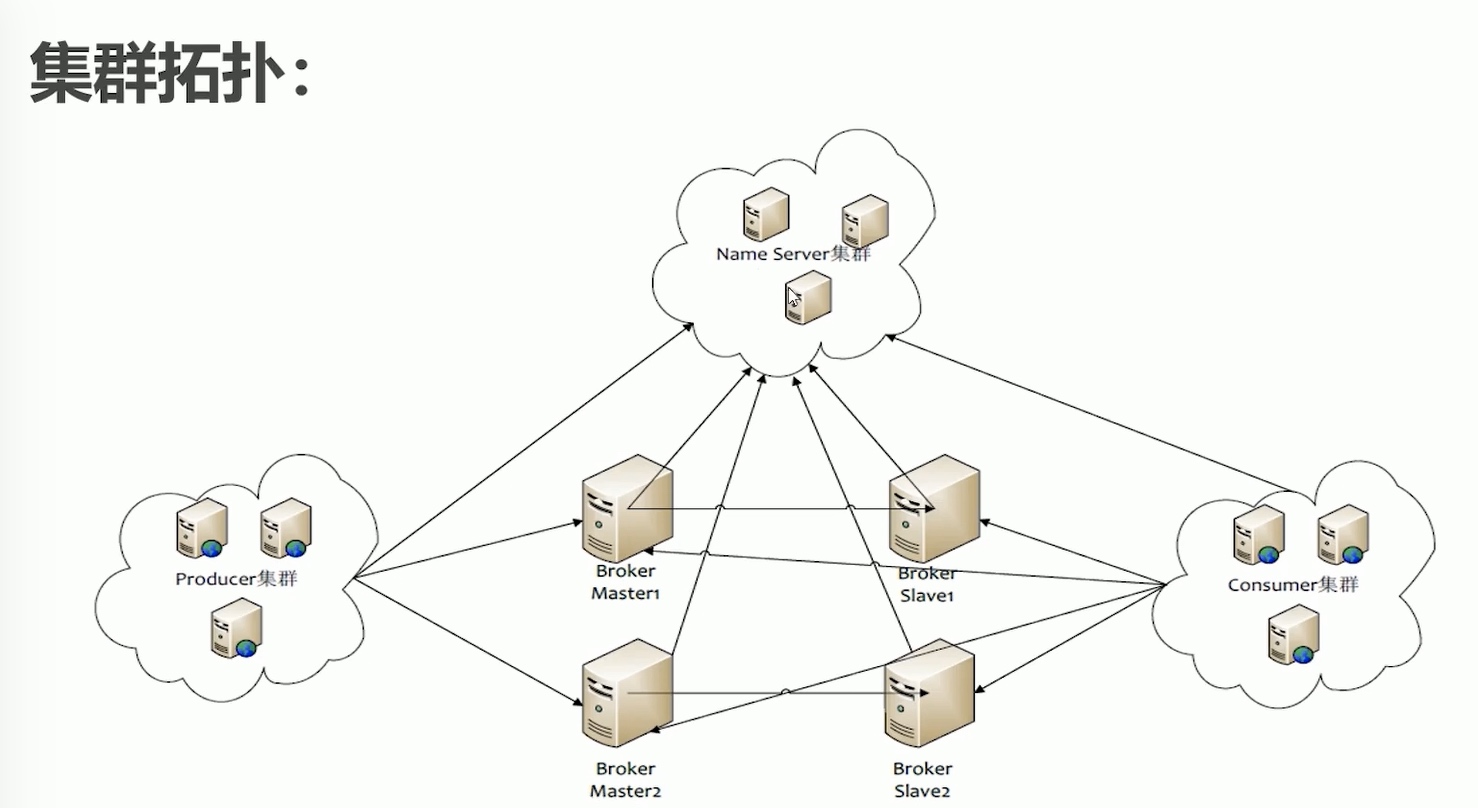 集群拓扑：
Name Server集群
Producer集群
Broker
Master1
Broker
Slave1
Consumer集群
Broker
Master2
Broker
Slave2